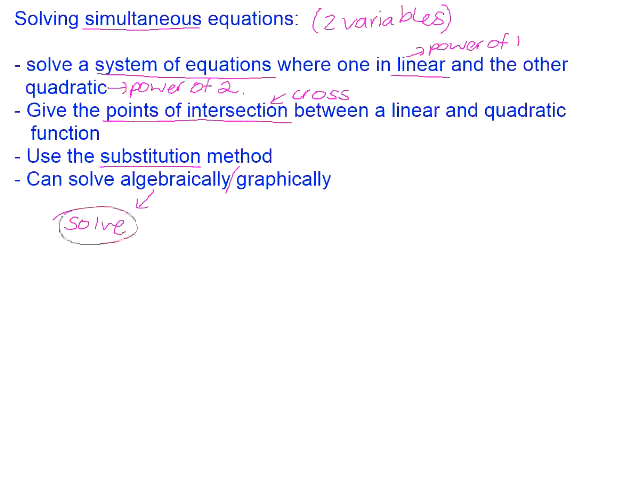 Solving simultaneous equations: (2 variables)
→power of 1
- solve a system of equations where one in linear and the other
quadratic→power of 2.
cross
- Give the points of intersection between a linear and quadratic
function
- Use the substitution method
- Can solve algebraically/graphically
solve